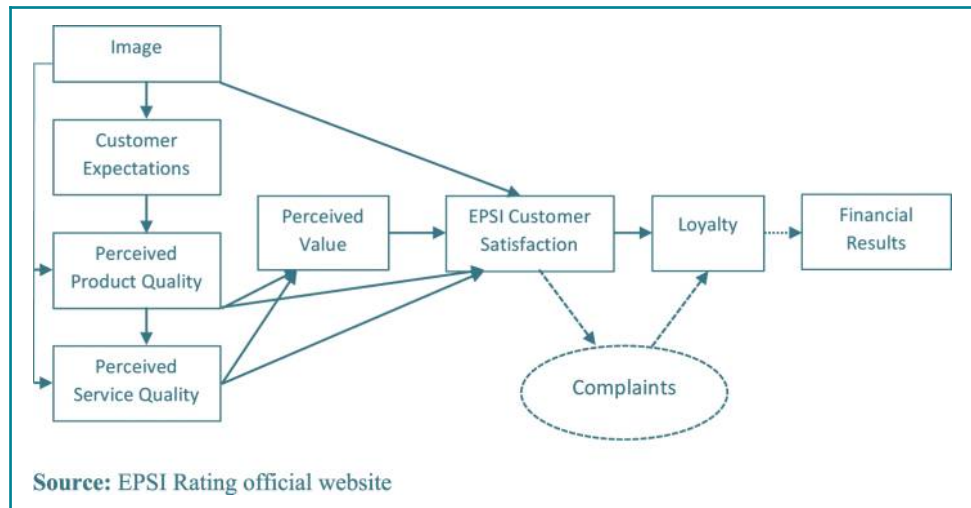 Image
Customer
Expectations
Perceived
Product Quality
Perceived
Service Quality
Perceived
Value
EPSI Customer
Satisfaction
Loyalty
Financial
Results
Complaints
Source: EPSI Rating official website